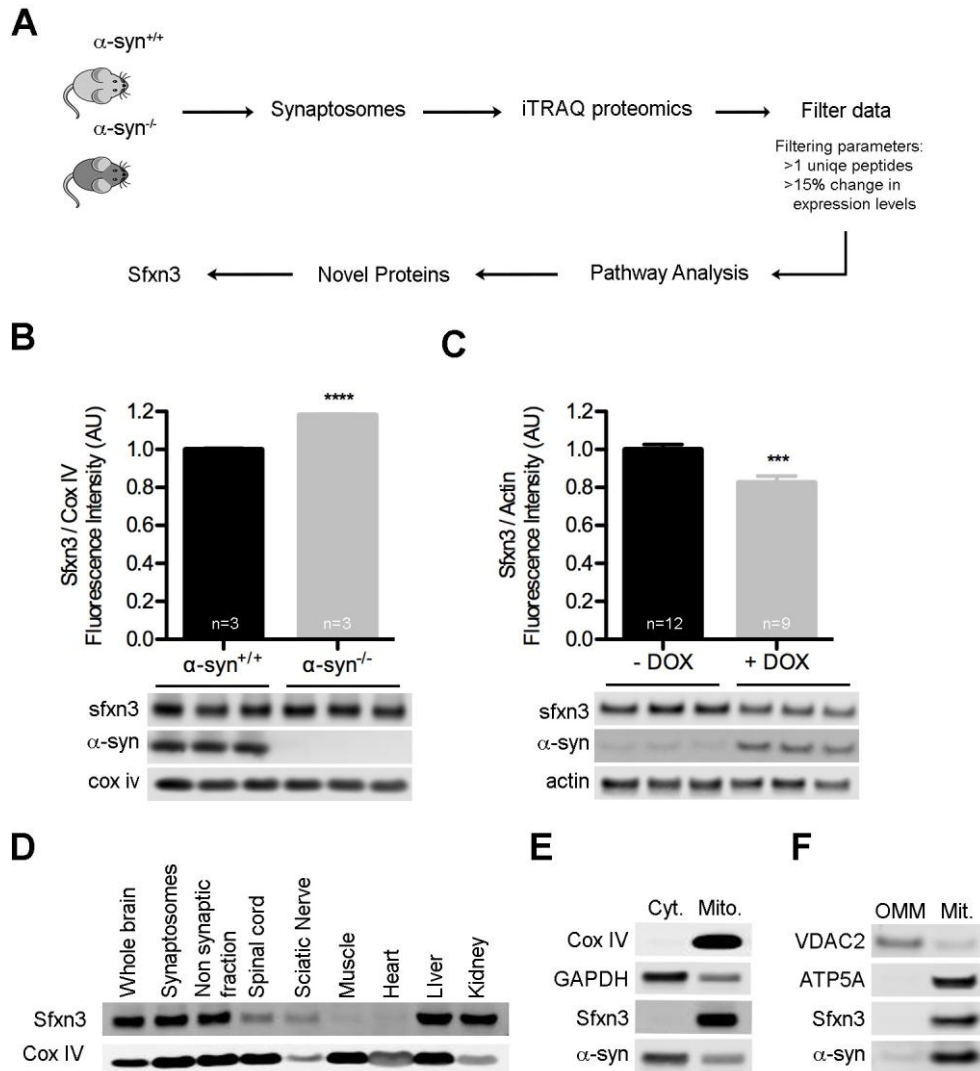 A
α-syn+/+
α-syn-/-
Synaptosomes
iTRAQ proteomics
Filter data
Filtering parameters:
>1 uniqe peptides
>15% change in
expression levels
Sfxn3
Novel Proteins
Pathway Analysis
B
Sfxn3 / Cox IV
Fluorescence Intensity (AU)
1.2
1.0
0.8
0.6
0.4
0.2
0.0
****
n=3
n=3
α-syn+/+
α-syn-/-
sfxn3
α-syn
cox iv
C
Sfxn3 / Actin
Fluorescence Intensity (AU)
1.2
1.0
0.8
0.6
0.4
0.2
0.0
***
n=12
n=9
- DOX
+ DOX
sfxn3
α-syn
actin
D
Whole brain
Synaptosomes
Non synaptic
fraction
Spinal cord
Sciatic Nerve
Muscle
Heart
LIver
Kidney
Sfxn3
Cox IV
E
Cyt.
Mito.
Cox IV
GAPDH
Sfxn3
α-syn
F
OMM
Mit.
VDAC2
ATP5A
Sfxn3
α-syn